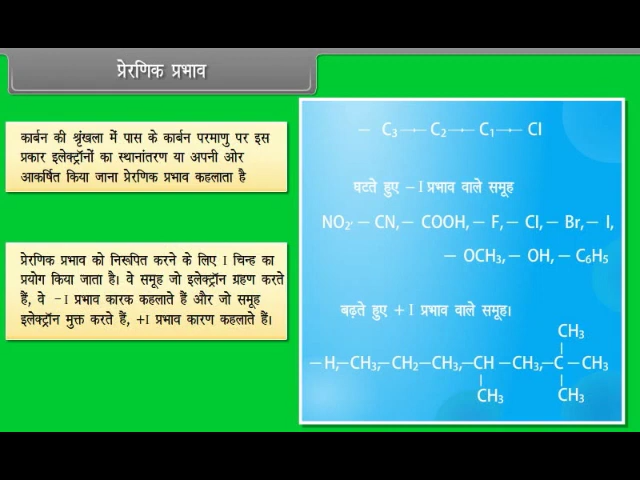 प्रेरणिक प्रभाव
कार्बन की श्रृंखला में पास के कार्बन परमाणु पर इस
प्रकार इलेक्ट्रॉनों का स्थानांतरण या अपनी ओर
आकर्षित किया जाना प्रेरणिक प्रभाव कहलाता है
प्रेरणिक प्रभाव को निरूपित करने के लिए I चिन्ह का
प्रयोग किया जाता है। वे समूह जो इलेक्ट्रॉन ग्रहण करते
हैं, वे -I प्रभाव कारक कहलाते हैं और जो समूह
इलेक्ट्रॉन मुक्त करते हैं, +I प्रभाव कारण कहलाते हैं।
— C₃ →— C₂ →— C₁ →— Cl
घटते हुए –I प्रभाव वाले समूह
NO₂,– CN,– COOH,– F,– Cl,– Br,– I,
– OCH₃,– OH,– C₆H₅
बढ़ते हुए +I प्रभाव वाले समूह।
CH₃
–H,–CH₃,–CH₂–CH₃,–CH –CH₃,–C –CH₃
CH₃ CH₃